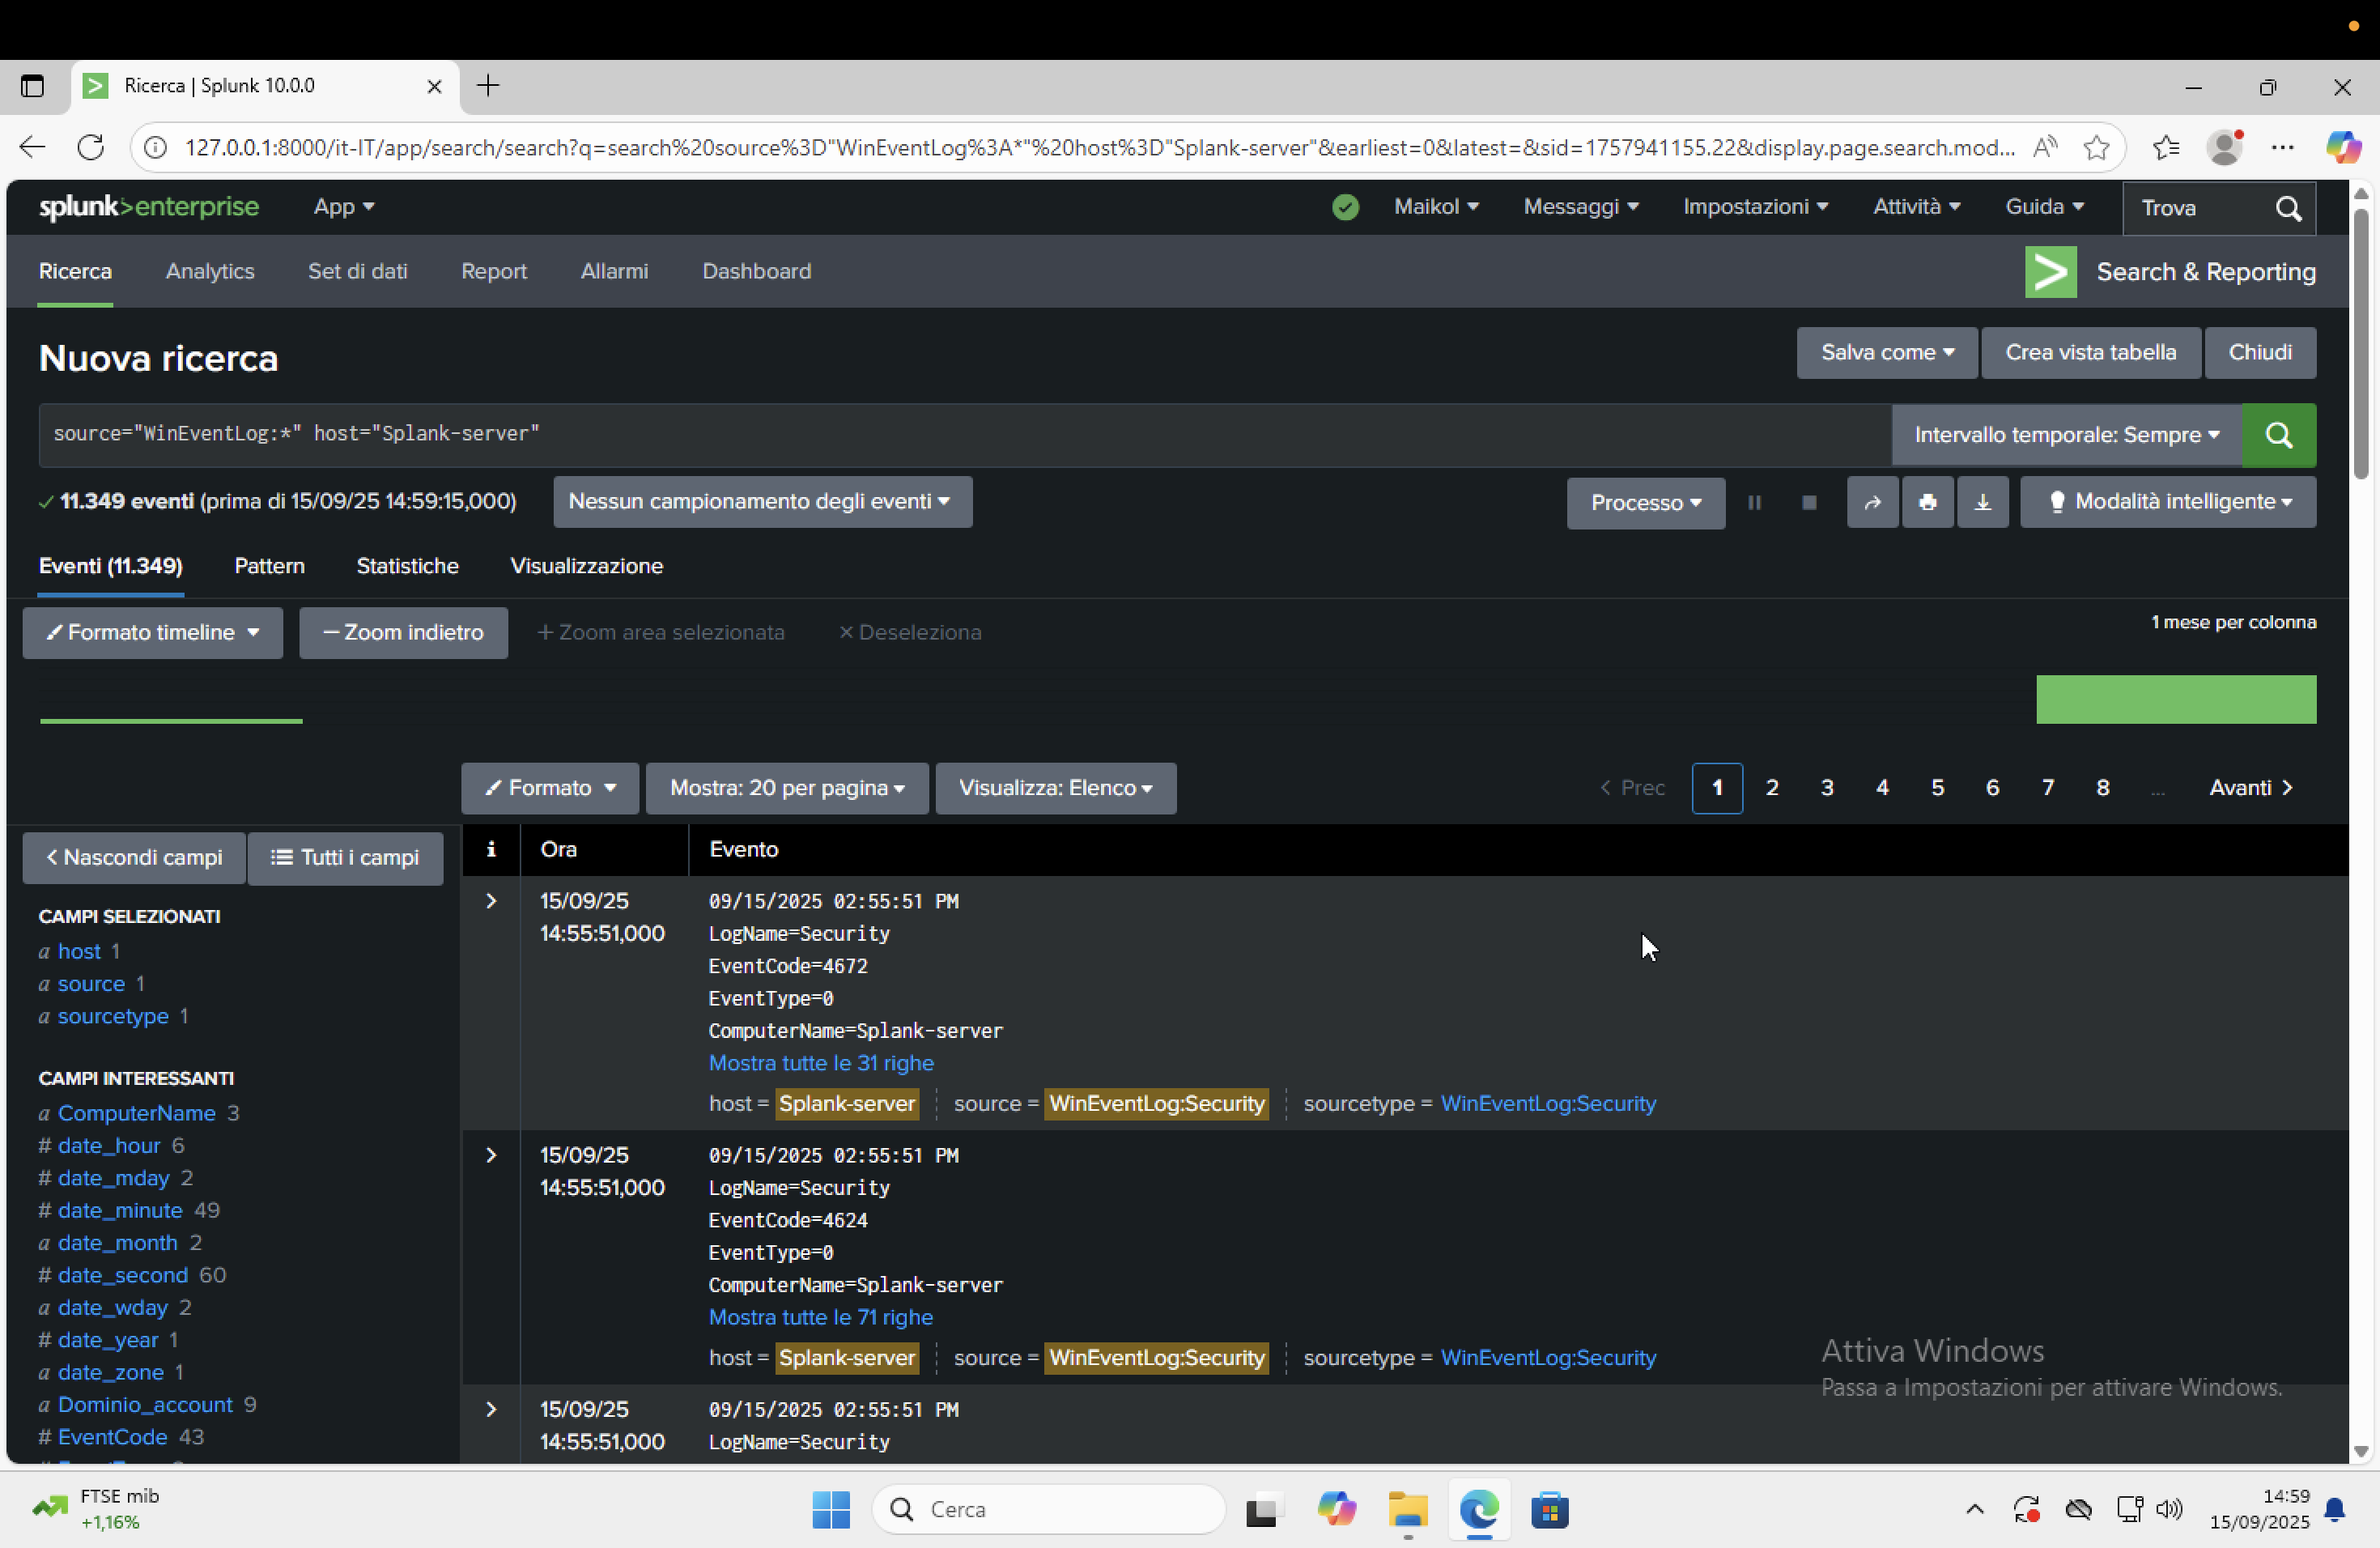 Ricerca | Splunk 10.0.0
127.0.0.1:8000/it-IT/app/search/search?q=search%20source%3D"WinEventLog%3A*"%20host%3D"Splank-server"&earliest=0&latest=&sid=1757941155.22&display.page.search.mod...
splunk>enterprise App Maikol Messaggi Impostazioni Attività Guida Trova
Ricerca Analytics Set di dati Report Allarmi Dashboard Search & Reporting
Nuova ricerca Salva come Crea vista tabella Chiudi
source="WinEventLog:*" host="Splank-server" Intervallo temporale: Sempre
11.349 eventi (prima di 15/09/25 14:59:15,000) Nessun campionamento degli eventi Processo Modalità intelligente
Eventi (11.349) Pattern Statistiche Visualizzazione
Formato timeline – Zoom indietro + Zoom area selezionata × Deseleziona 1 mese per colonna
Formato Mostra: 20 per pagina Visualizza: Elenco < Prec 1 2 3 4 5 6 7 8 ... Avanti >
< Nascondi campi Tutti i campi
CAMPI SELEZIONATI
a host 1
a source 1
a sourcetype 1
CAMPI INTERESSANTI
a ComputerName 3
# date_hour 6
# date_mday 2
# date_minute 49
a date_month 2
# date_second 60
a date_wday 2
# date_year 1
a date_zone 1
a Dominio_account 9
# EventCode 43
i Ora Evento
> 15/09/25 09/15/2025 02:55:51 PM
14:55:51,000 LogName=Security
EventCode=4672
EventType=0
ComputerName=Splank-server
Mostra tutte le 31 righe
host = Splank-server source = WinEventLog:Security sourcetype = WinEventLog:Security
> 15/09/25 09/15/2025 02:55:51 PM
14:55:51,000 LogName=Security
EventCode=4624
EventType=0
ComputerName=Splank-server
Mostra tutte le 71 righe
host = Splank-server source = WinEventLog:Security sourcetype = WinEventLog:Security
> 15/09/25 09/15/2025 02:55:51 PM
14:55:51,000 LogName=Security
Attiva Windows
Passa a Impostazioni per attivare Windows.
FTSE mib
+1,16%
Cerca
14:59
15/09/2025